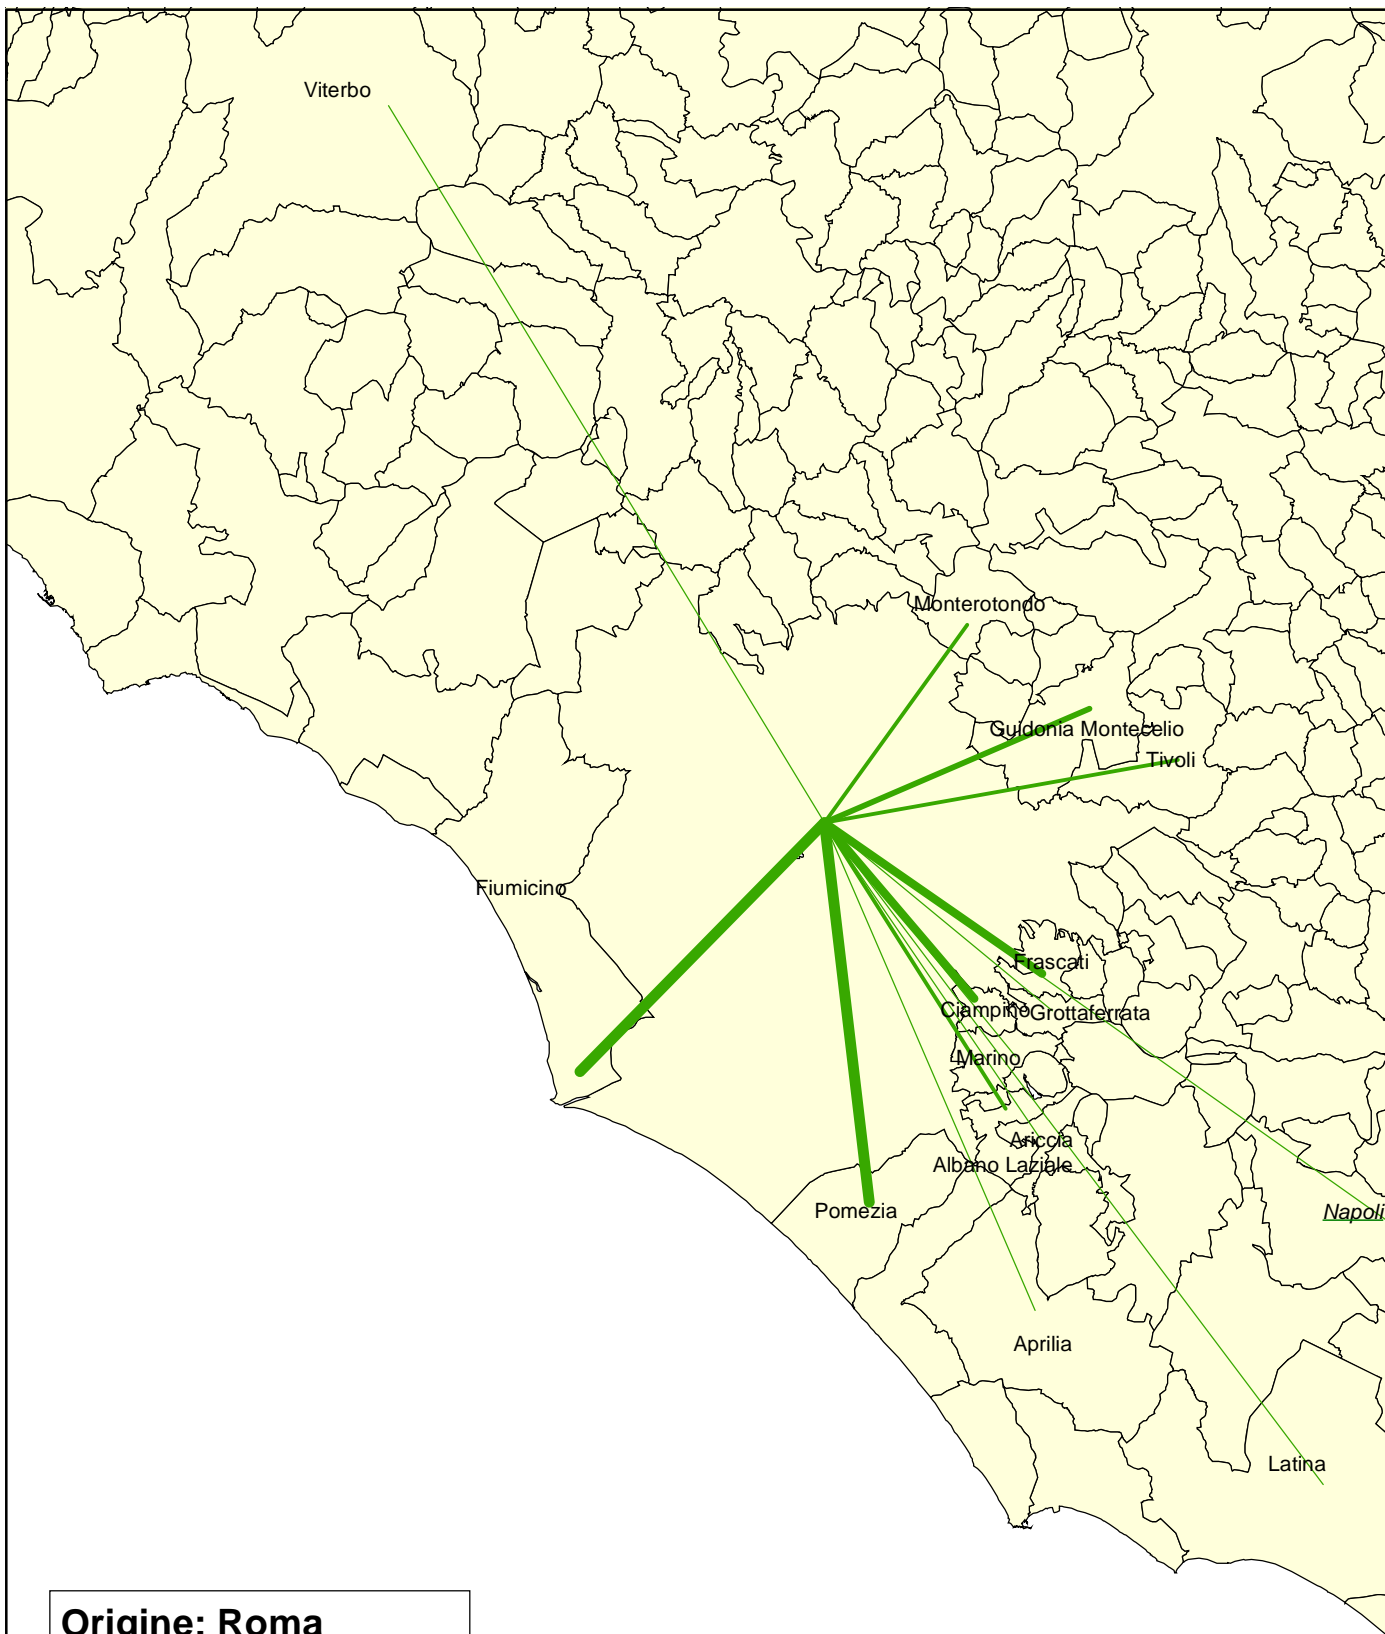 Viterbo
Monterotondo
Guidonia Montecelio
Tivoli
Fiumicino
Frascati
Ciampino
Grottaferrata
Marino
Ariccia
Albano Laziale
Pomezia
Napoli
Aprilia
Latina
Origine: Roma